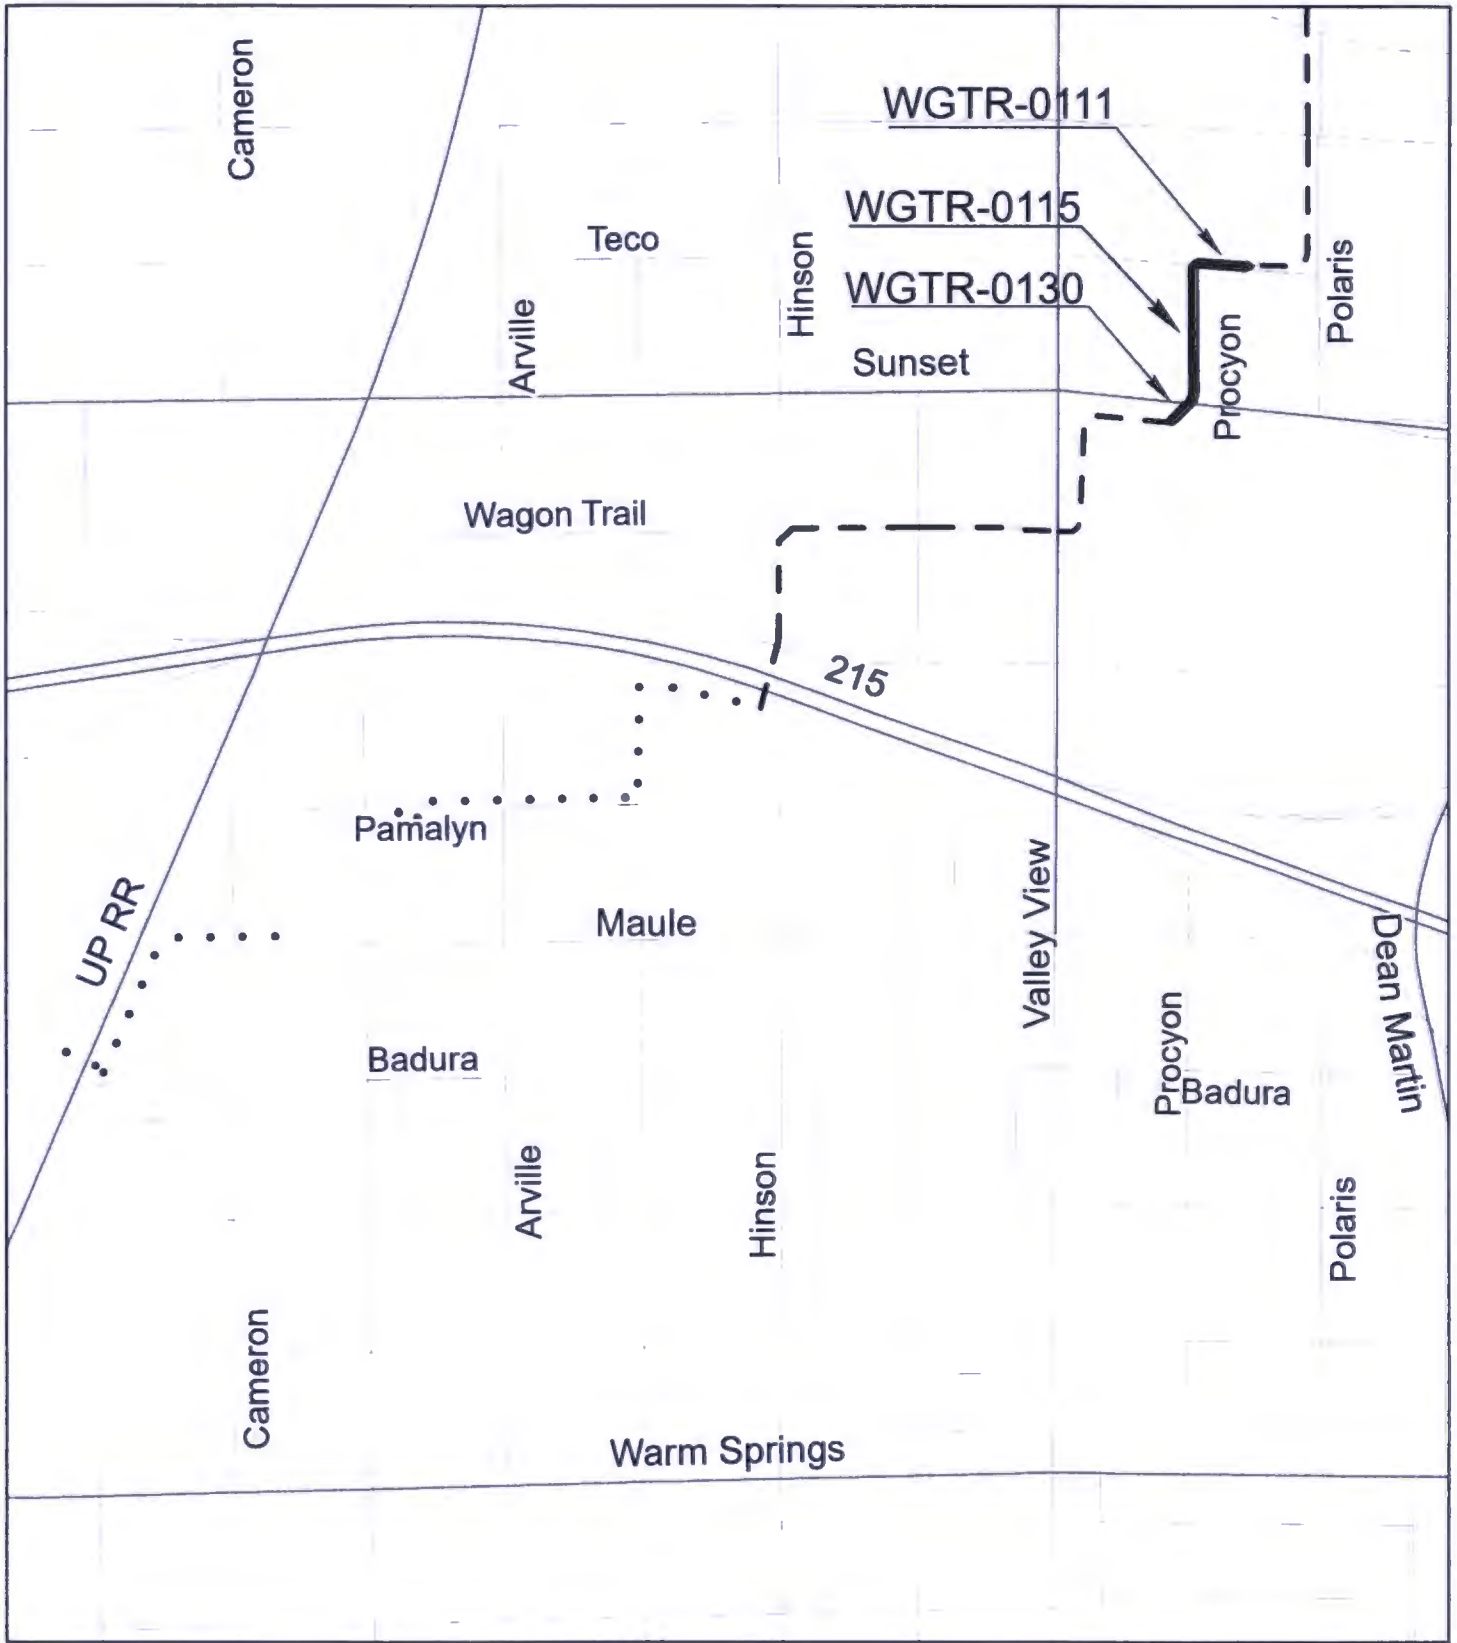 Cameron
WGTR-0111
WGTR-0115
Teco
Hinson
Polaris
WGTR-0130
Arville
Procyon
Sunset
Wagon Trail
215
Pamalyn
UP RR
Maule
Valley View
Dean Martin
Badura
Procyon
Badura
Arville
Hinson
Polaris
Cameron
Warm Springs